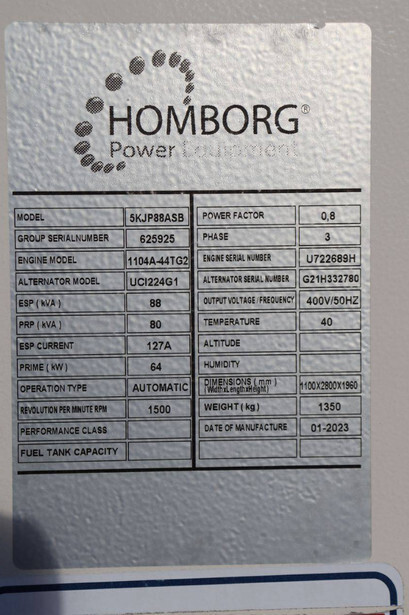 HOMBORG®
Power Equipment
MODEL 5KJP88ASB
GROUP SERIALNUMBER 625925
ENGINE MODEL 1104A-44TG2
ALTERNATOR MODEL UCI224G1
ESP ( kVA ) 88
PRP ( kVA ) 80
ESP CURRENT 127A
PRIME ( kW ) 64
OPERATION TYPE AUTOMATIC
REVOLUTION PER MINUTE RPM 1500
PERFORMANCE CLASS
FUEL TANK CAPACITY
POWER FACTOR 0,8
PHASE 3
ENGINE SERIAL NUMBER U722689H
ALTERNATOR SERIAL NUMBER G21H332780
OUTPUT VOLTAGE / FREQUENCY 400V/50HZ
TEMPERATURE 40
ALTITUDE
HUMIDITY
DIMENSIONS ( mm )
(WidthxLengthxHeight) 1100X2800X1960
WEIGHT ( kg ) 1350
DATE OF MANUFACTURE 01-2023